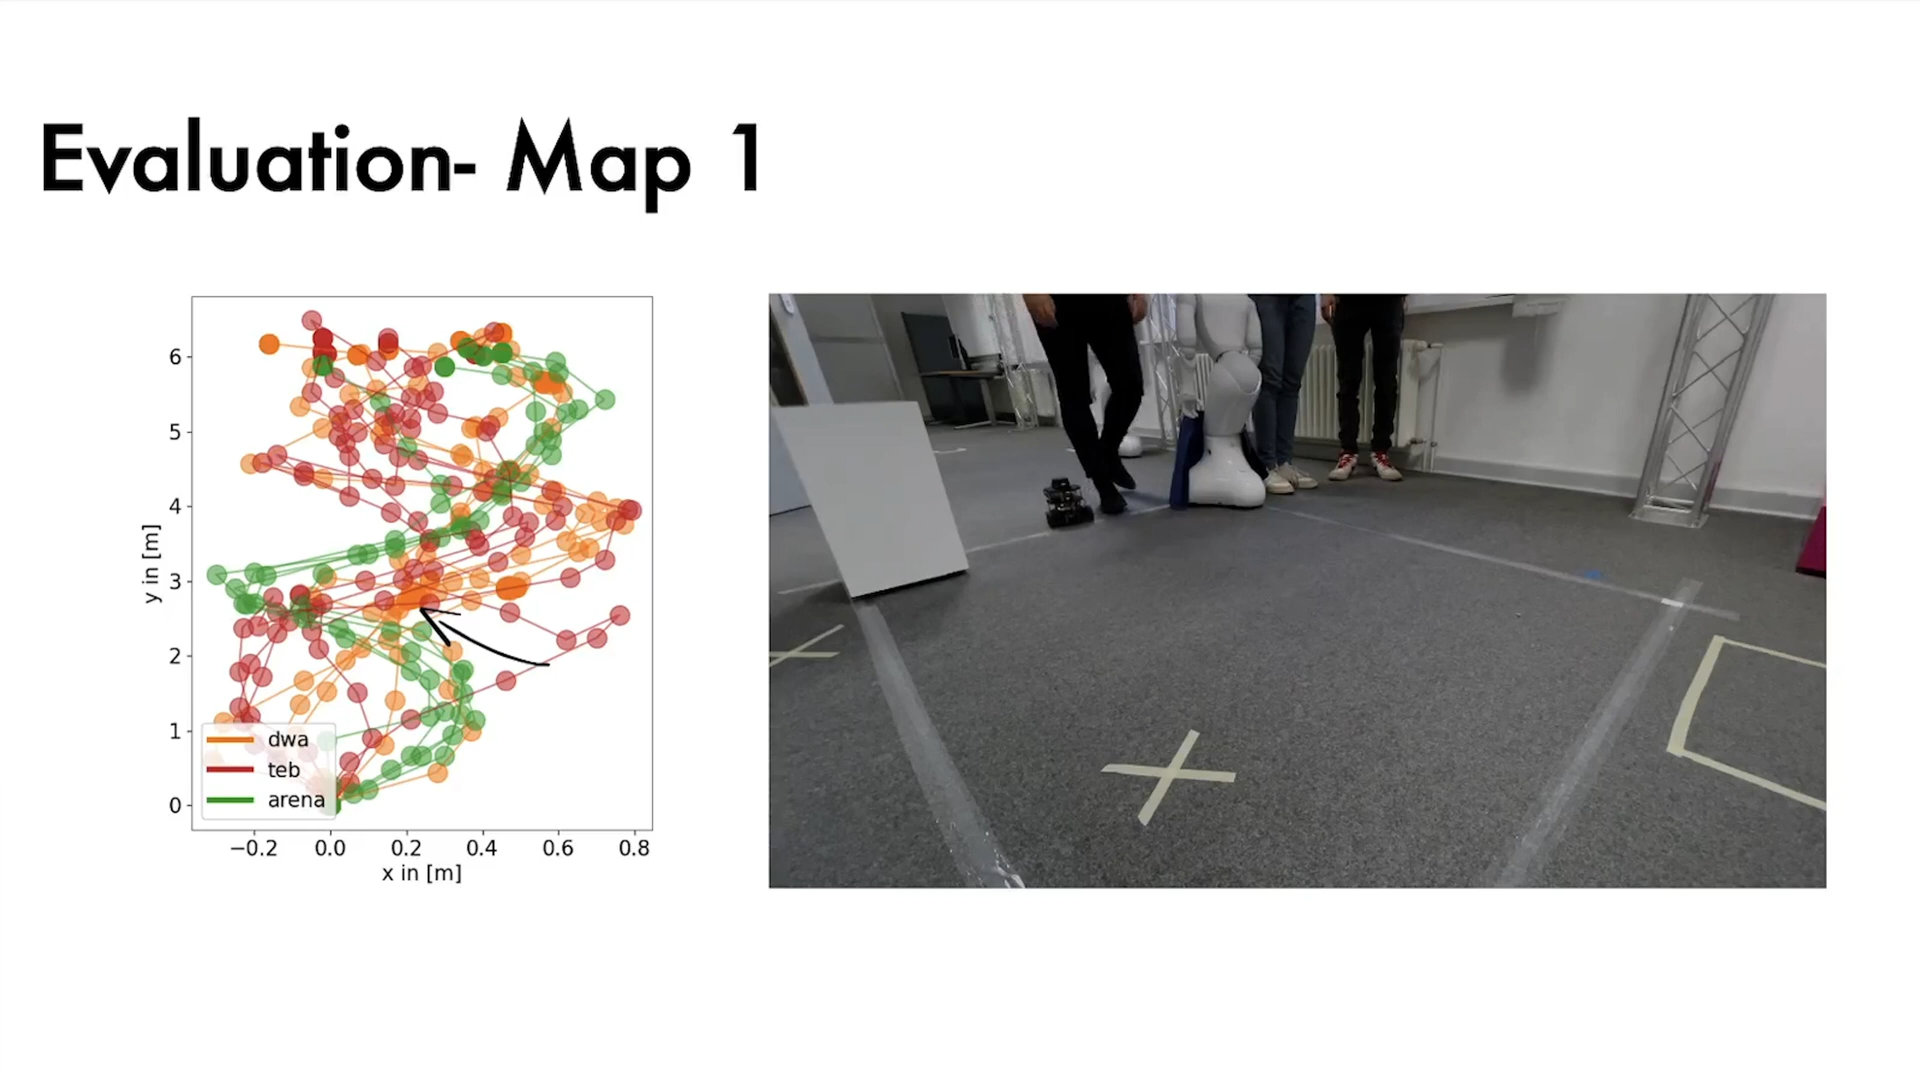 Evaluation- Map 1
6
5
4
3
2
1
0
y in [m]
dwa
teb
arena
−0.2 0.0 0.2 0.4 0.6 0.8
x in [m]